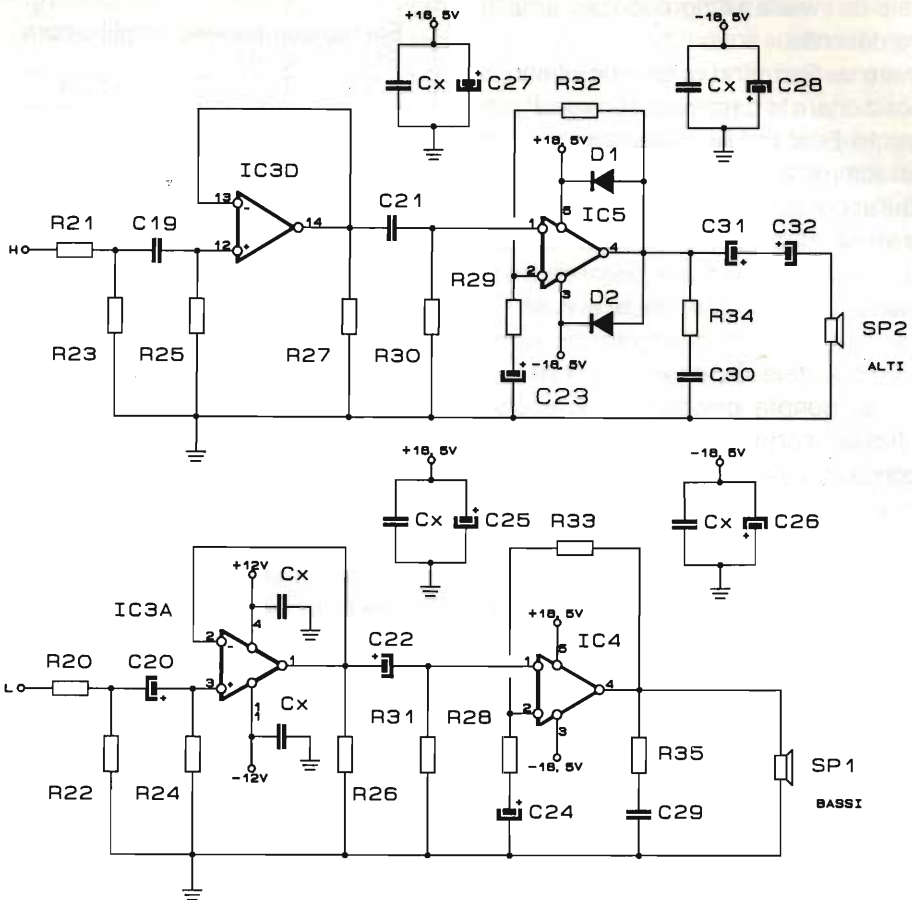 +18, 5V
Cx
C27
-18, 5V
Cx
C28
R32
+18, 5V
D1
IC3D
13
-
12
+
14
H
R21
C19
C21
R23
R25
R27
R30
1
2
5
IC5
4
3
R29
D2
-18, 5V
+
C23
C31
+
C32
+
R34
C30
SP2
ALTI
+18, 5V
Cx
+
C25
-18, 5V
Cx
+
C26
R33
+12V
Cx
4
IC3A
2
-
3
+
1
11
Cx
-12V
L
R20
C20
+
R22
R24
R26
C22
+
R31
R28
+18, 5V
5
IC4
1
2
4
3
-18, 5V
+
C24
R35
C29
SP1
BASSI